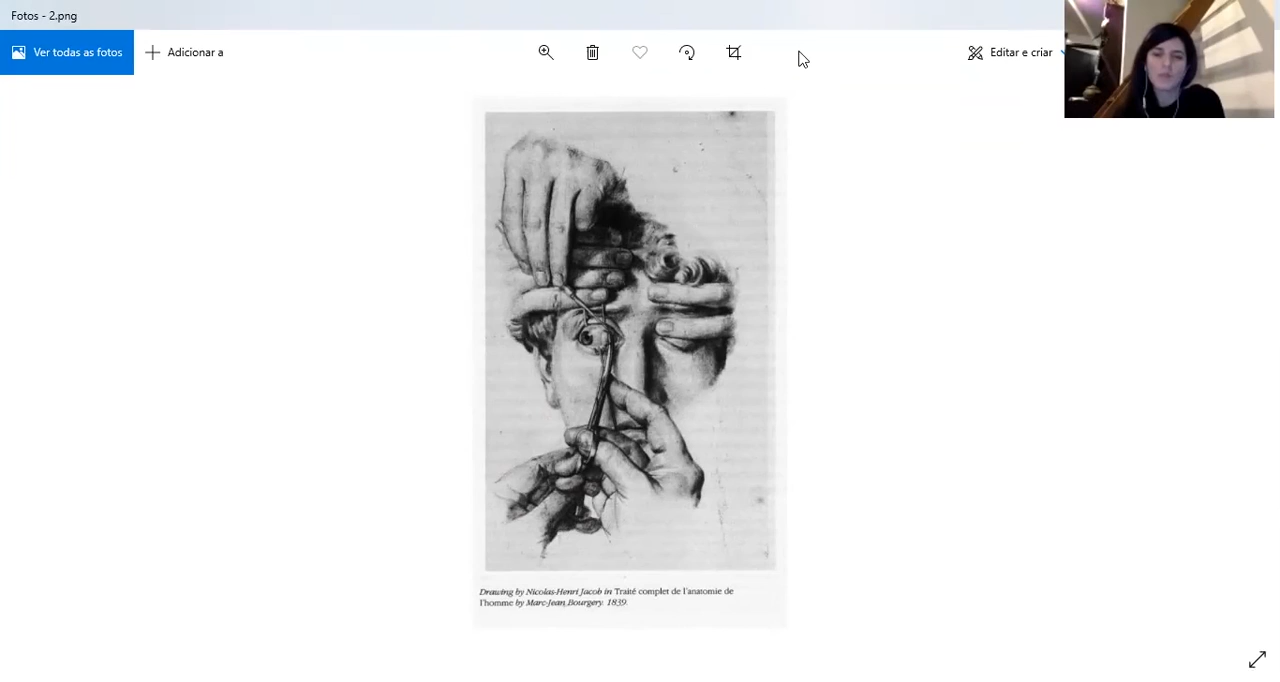 Fotos - 2.png
Ver todas as fotos
Adicionar a
Editar e criar
Drawing by Nicolas-Henri Jacob in Traité complet de l'anatomie de
l'homme by Marc-Jean Bourgery. 1839.